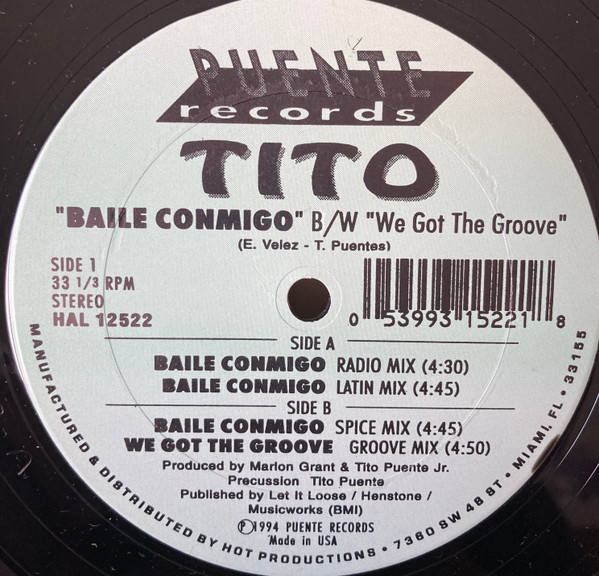 PUENTE
records
TITO
"BAILE CONMIGO" B/W "We Got The Groove"
(E. Velez - T. Puentes)
SIDE 1
33 1/3 RPM
STEREO
HAL 12522
0 53993 15221 8
SIDE A
BAILE CONMIGO RADIO MIX (4:30)
BAILE CONMIGO LATIN MIX (4:45)
SIDE B
BAILE CONMIGO SPICE MIX (4:45)
WE GOT THE GROOVE GROOVE MIX (4:50)
Produced by Marlon Grant & Tito Puente Jr.
Precussion Tito Puente
Published by Let It Loose / Henstone /
Musicworks (BMI)
℗1994 PUENTE RECORDS
Made in USA
MANUFACTURED & DISTRIBUTED BY HOT PRODUCTIONS • 7360 SW 48 ST • MIAMI, FL • 33155